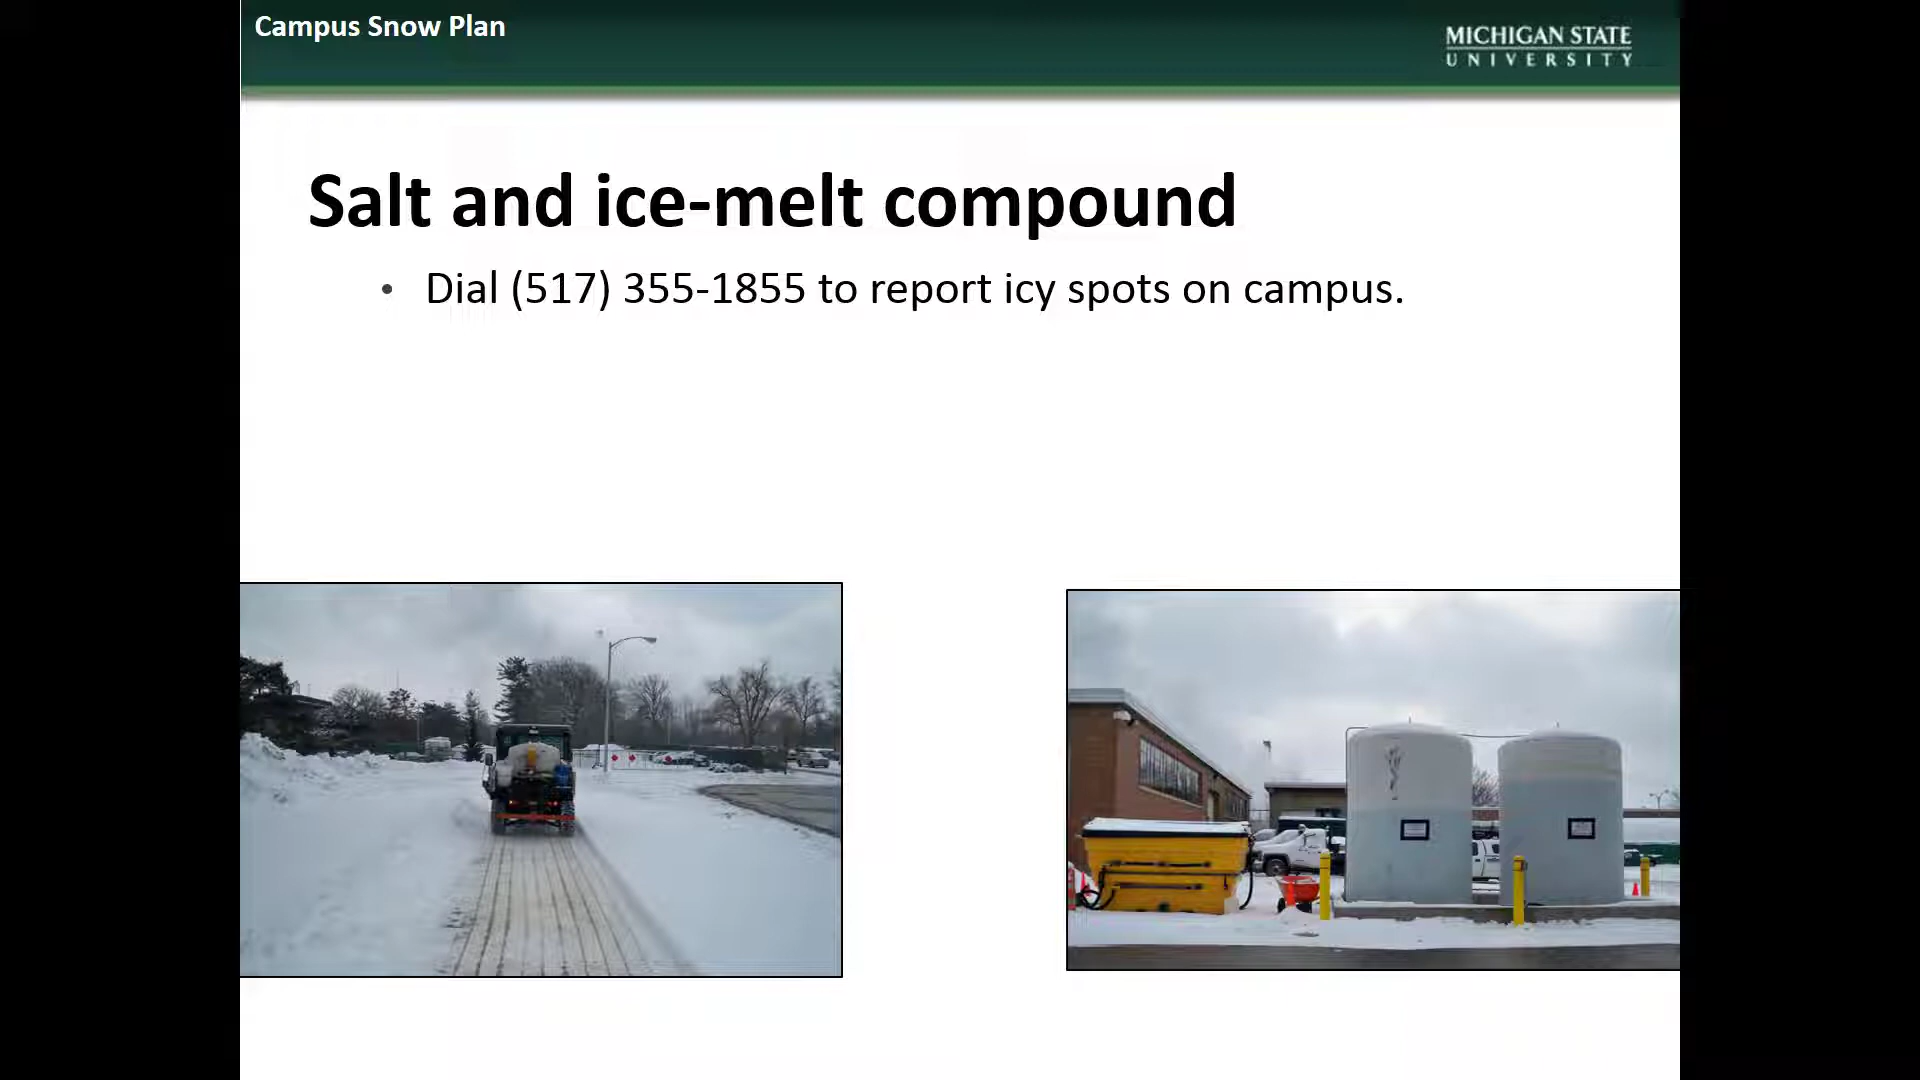 Campus Snow Plan
MICHIGAN STATE
UNIVERSITY
Salt and ice-melt compound
• Dial (517) 355-1855 to report icy spots on campus.